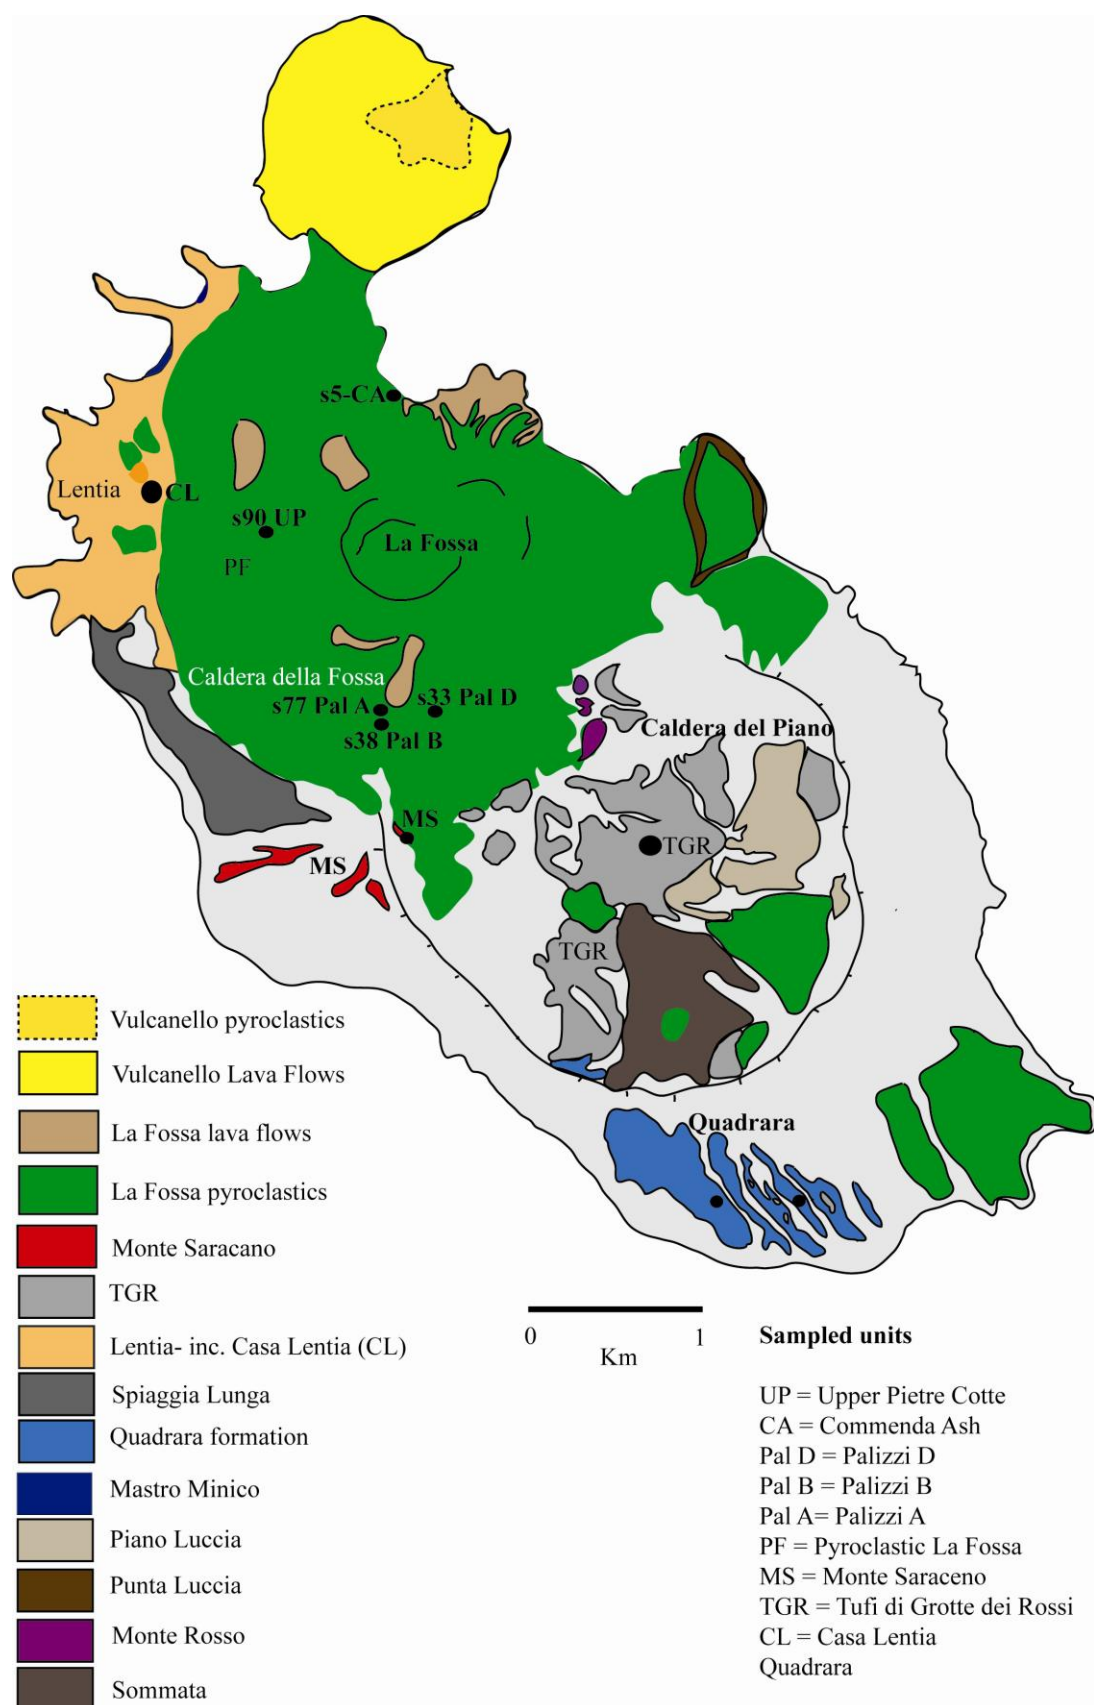 s5-CA
Lentia
CL
s90 UP
La Fossa
PF
Caldera della Fossa
s77 Pal A
s33 Pal D
s38 Pal B
Caldera del Piano
MS
TGR
MS
TGR
Quadrara
Vulcanello pyroclastics
Vulcanello Lava Flows
La Fossa lava flows
La Fossa pyroclastics
Monte Saracano
TGR
Lentia- inc. Casa Lentia (CL)
Spiaggia Lunga
Quadrara formation
Mastro Minico
Piano Luccia
Punta Luccia
Monte Rosso
Sommata
0 1
Km
Sampled units
UP = Upper Pietre Cotte
CA = Commenda Ash
Pal D = Palizzi D
Pal B = Palizzi B
Pal A= Palizzi A
PF = Pyroclastic La Fossa
MS = Monte Saraceno
TGR = Tufi di Grotte dei Rossi
CL = Casa Lentia
Quadrara